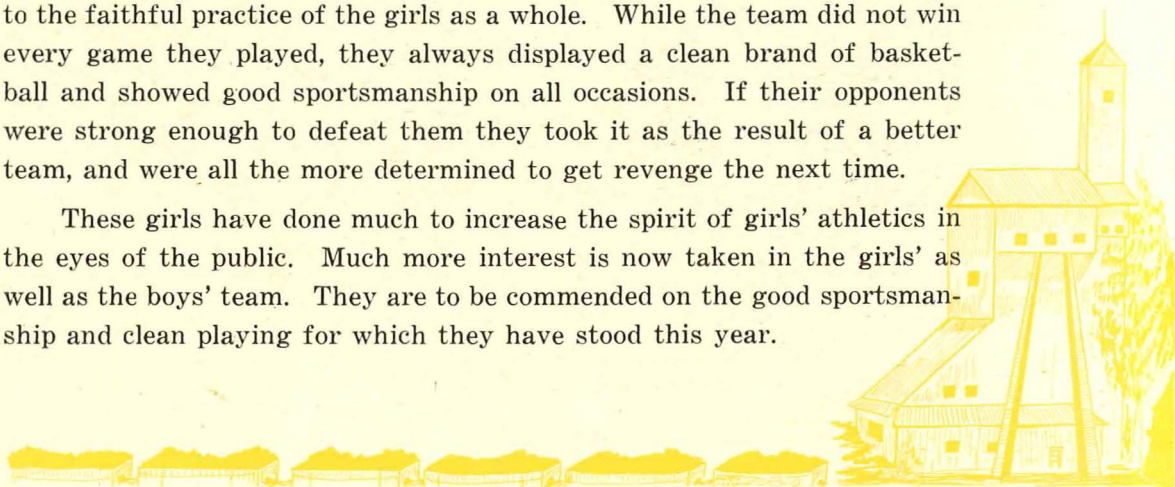 to the faithful practice of the girls as a whole. While the team did not win
every game they played, they always displayed a clean brand of basket-
ball and showed good sportsmanship on all occasions. If their opponents
were strong enough to defeat them they took it as the result of a better
team, and were all the more determined to get revenge the next time.
These girls have done much to increase the spirit of girls' athletics in
the eyes of the public. Much more interest is now taken in the girls' as
well as the boys' team. They are to be commended on the good sportsman-
ship and clean playing for which they have stood this year.